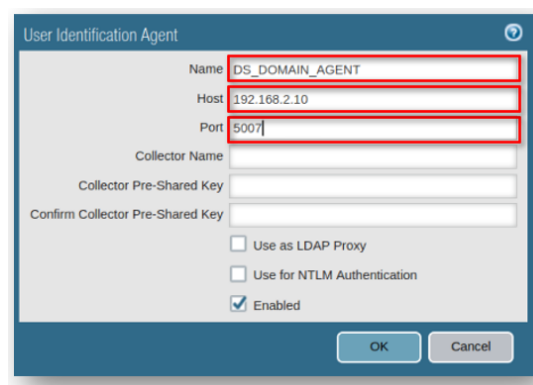 User Identification Agent
Name DS_DOMAIN_AGENT
Host 192.168.2.10
Port 5007
Collector Name
Collector Pre-Shared Key
Confirm Collector Pre-Shared Key
Use as LDAP Proxy
Use for NTLM Authentication
Enabled
OK Cancel